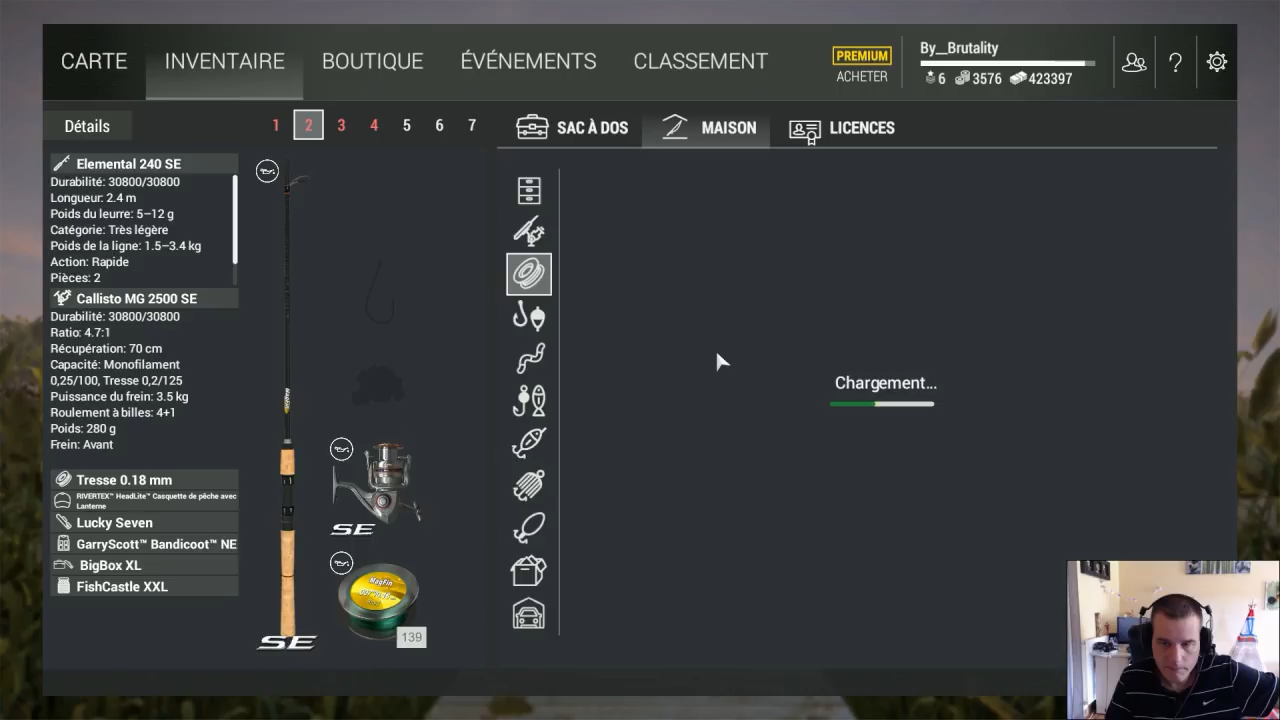 CARTE
INVENTAIRE
BOUTIQUE
ÉVÉNEMENTS
CLASSEMENT
PREMIUM
ACHETER
By__Brutality
6
3576
423397
?
Détails
1
2
3
4
5
6
7
SAC À DOS
MAISON
LICENCES
Elemental 240 SE
Durabilité: 30800/30800
Longueur: 2.4 m
Poids du leurre: 5–12 g
Catégorie: Très légère
Poids de la ligne: 1.5–3.4 kg
Action: Rapide
Pièces: 2
Callisto MG 2500 SE
Durabilité: 30800/30800
Ratio: 4.7:1
Récupération: 70 cm
Capacité: Monofilament
0,25/100, Tresse 0,2/125
Puissance du frein: 3.5 kg
Roulement à billes: 4+1
Poids: 280 g
Frein: Avant
Tresse 0.18 mm
RIVERTEX™ HeadLite™ Casquette de pêche avec
Lanterne
Lucky Seven
GarryScott™ Bandicoot™ NE
BigBox XL
FishCastle XXL
SE
SE
MagFin
139
Chargement...